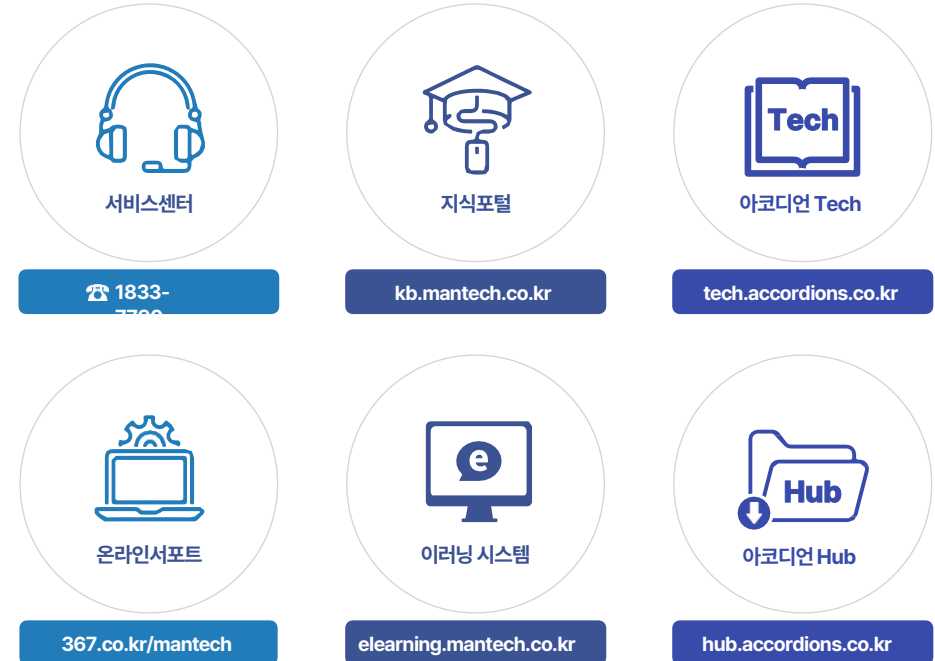 서비스센터
☎ 1833-
지식포털
kb.mantech.co.kr
Tech
아코디언 Tech
tech.accordions.co.kr
온라인서포트
367.co.kr/mantech
e
이러닝 시스템
elearning.mantech.co.kr
Hub
아코디언 Hub
hub.accordions.co.kr